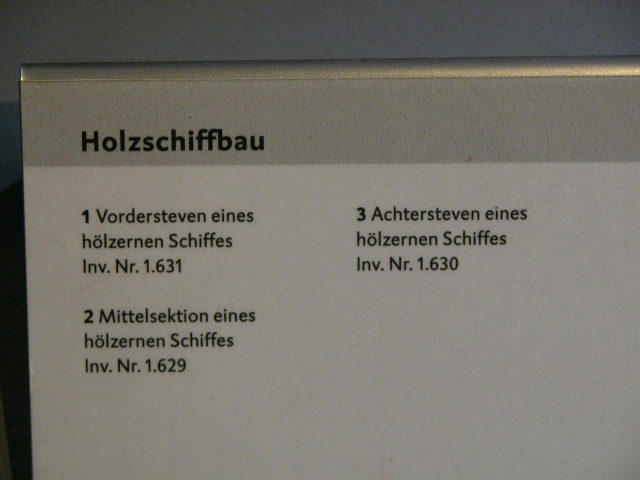 Holzschiffbau
1 Vordersteven eines
hölzernen Schiffes
Inv. Nr. 1.631
2 Mittelsektion eines
hölzernen Schiffes
Inv. Nr. 1.629
3 Achtersteven eines
hölzernen Schiffes
Inv. Nr. 1.630